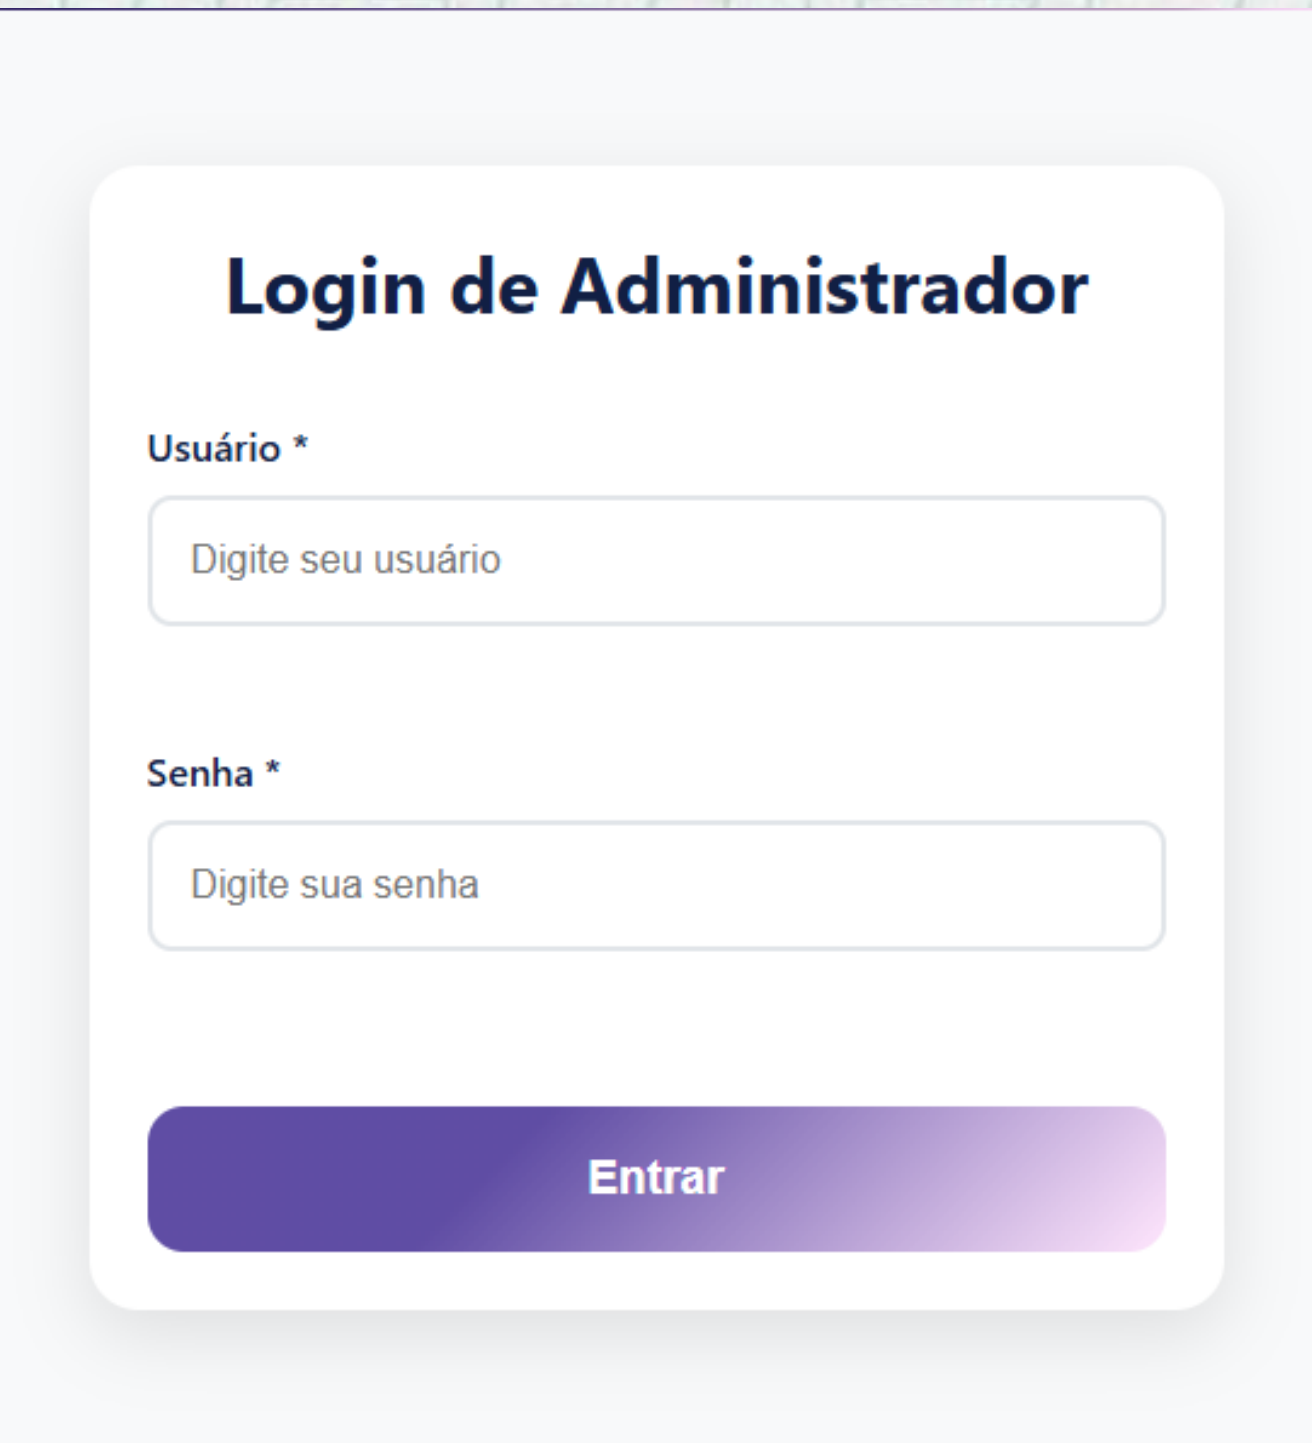 Login de Administrador
Usuário *
Digite seu usuário
Senha *
Digite sua senha
Entrar